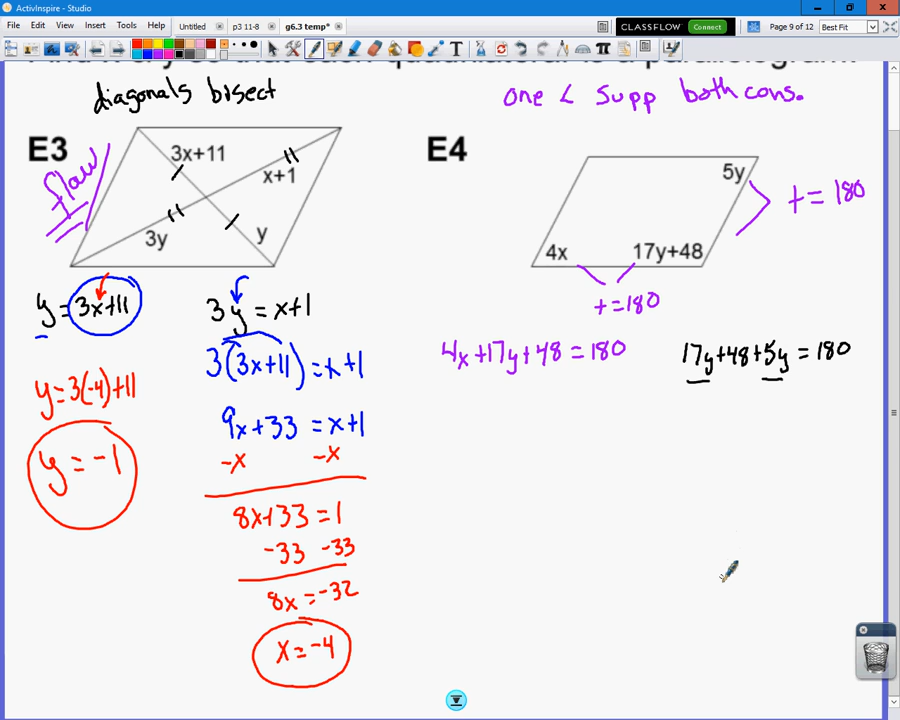 ActivInspire - Studio
File Edit View Insert Tools Help
Untitled
p3 11-8
g6.3 temp*
CLASSFLOW
Connect
Page 9 of 12
Best Fit
diagonals bisect
one < supp both cons.
E3
flaw
3x+11
x+1
3y
y
E4
5y
4x
17y+48
+ = 180
+ = 180
y = 3x+11
3y = x+1
3(3x+11) = x+1
9x+33 = x+1
-x -x
8x+33 = 1
-33 -33
8x = -32
x = -4
y = 3(-4)+11
y = -1
4x+17y+48 = 180
17y+48+5y = 180